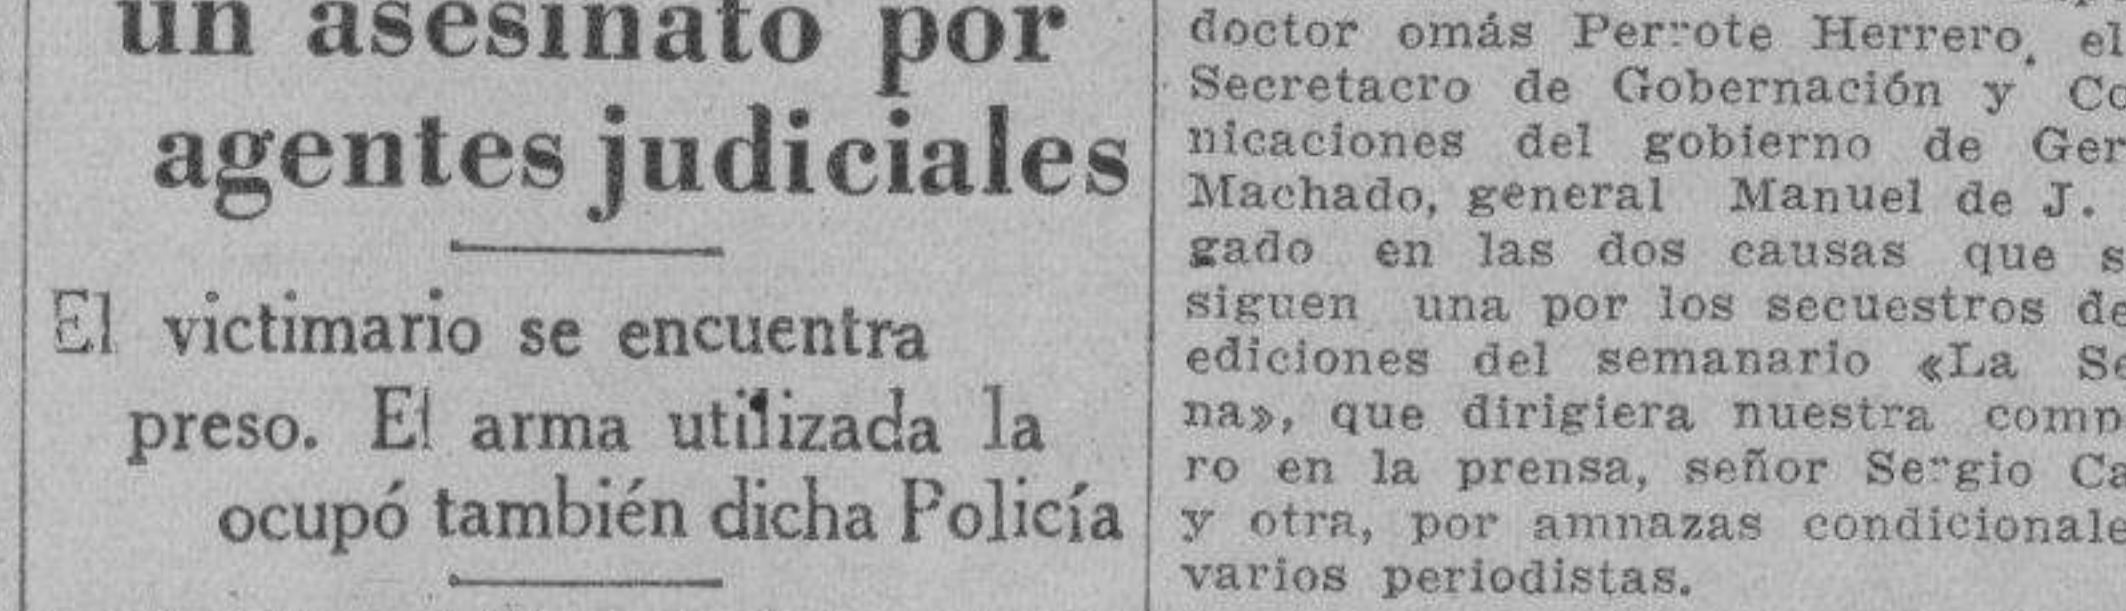 un asesinato por
agentes judiciales
El victimario se encuentra
preso. El arma utilizada la
ocupó también dicha Policía
doctor omás Perrote Herrero, el
Secretacro de Gobernación y Co
nicaciones del gobierno de Ger
Machado, general Manuel de J.
gado en las dos causas que s
siguen una por los secuestros de
ediciones del semanario «La Se
na», que dirigiera nuestra comp
ro en la prensa, señor Sergio Ca
y otra, por amnazas condicionale
varios periodistas.